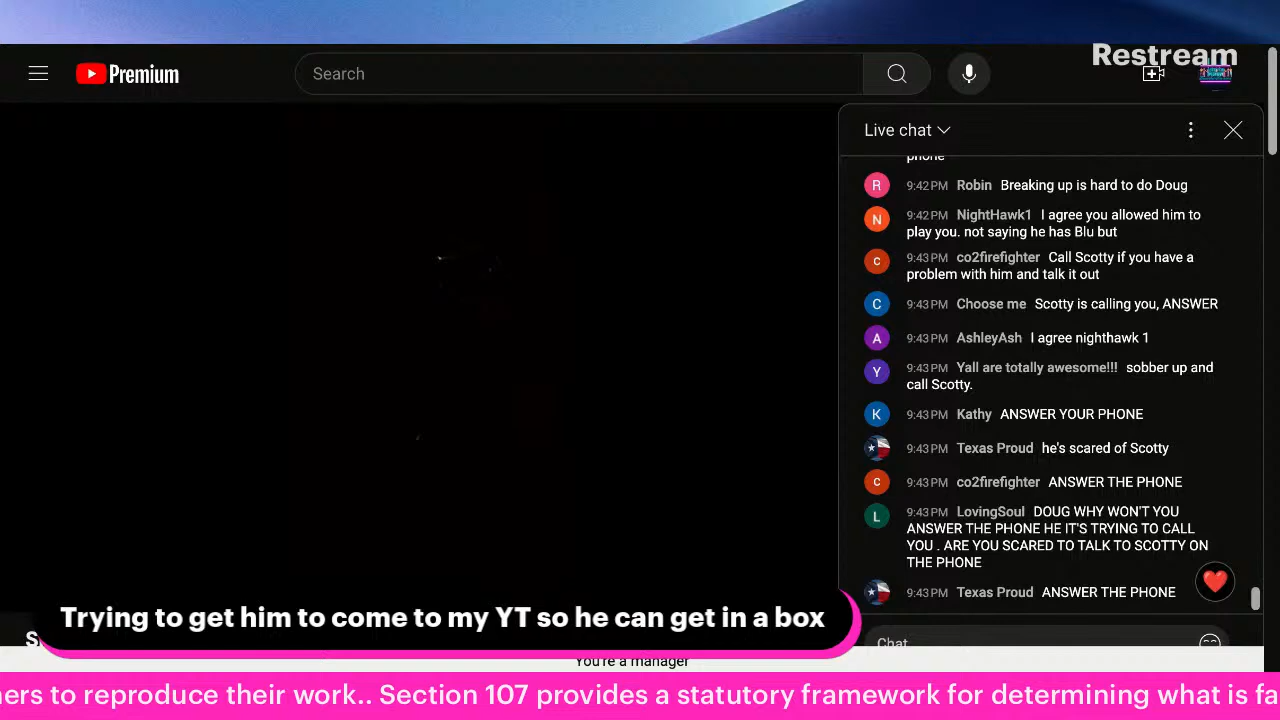 Restream
Premium
Search
Live chat
phone
R 9:42 PM Robin Breaking up is hard to do Doug
N 9:42 PM NightHawk1 I agree you allowed him to
play you. not saying he has Blu but
c 9:43 PM co2firefighter Call Scotty if you have a
problem with him and talk it out
C 9:43 PM Choose me Scotty is calling you, ANSWER
A 9:43 PM AshleyAsh I agree nighthawk 1
Y 9:43 PM Yall are totally awesome!!! sobber up and
call Scotty.
K 9:43 PM Kathy ANSWER YOUR PHONE
9:43 PM Texas Proud he's scared of Scotty
c 9:43 PM co2firefighter ANSWER THE PHONE
L 9:43 PM LovingSoul DOUG WHY WON'T YOU
ANSWER THE PHONE HE IT'S TRYING TO CALL
YOU . ARE YOU SCARED TO TALK TO SCOTTY ON
THE PHONE
9:43 PM Texas Proud ANSWER THE PHONE
Trying to get him to come to my YT so he can get in a box
S
Chat
You're a manager
ners to reproduce their work.. Section 107 provides a statutory framework for determining what is fa